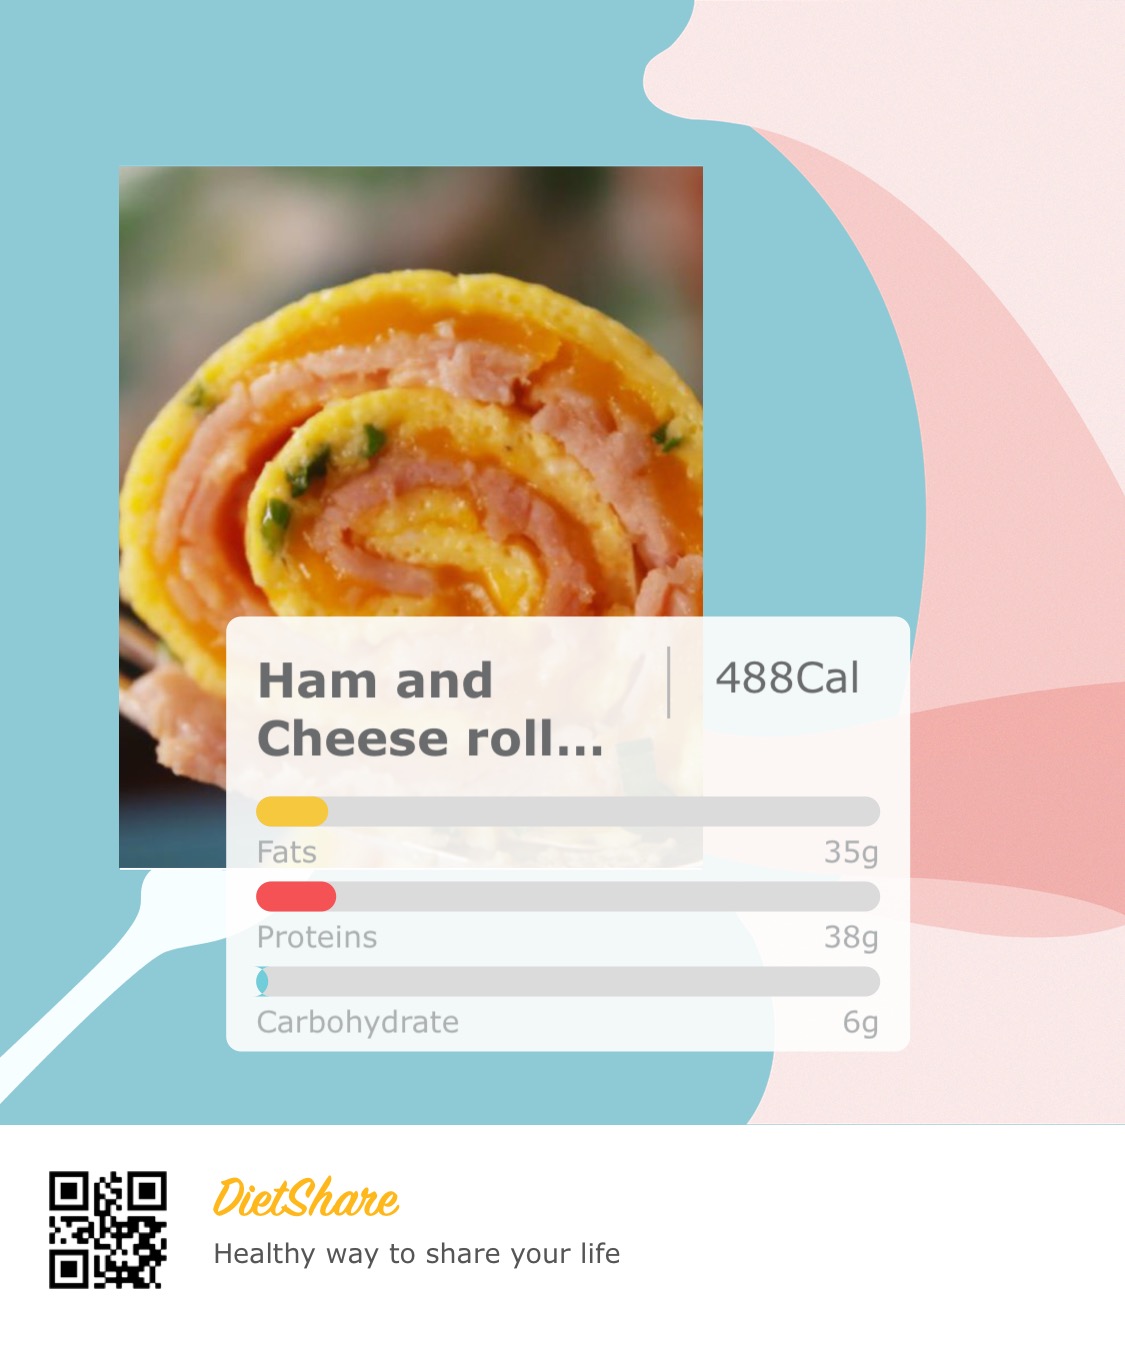 Ham and
Cheese roll...
488Cal
Fats 35g
Proteins 38g
Carbohydrate 6g
DietShare
Healthy way to share your life